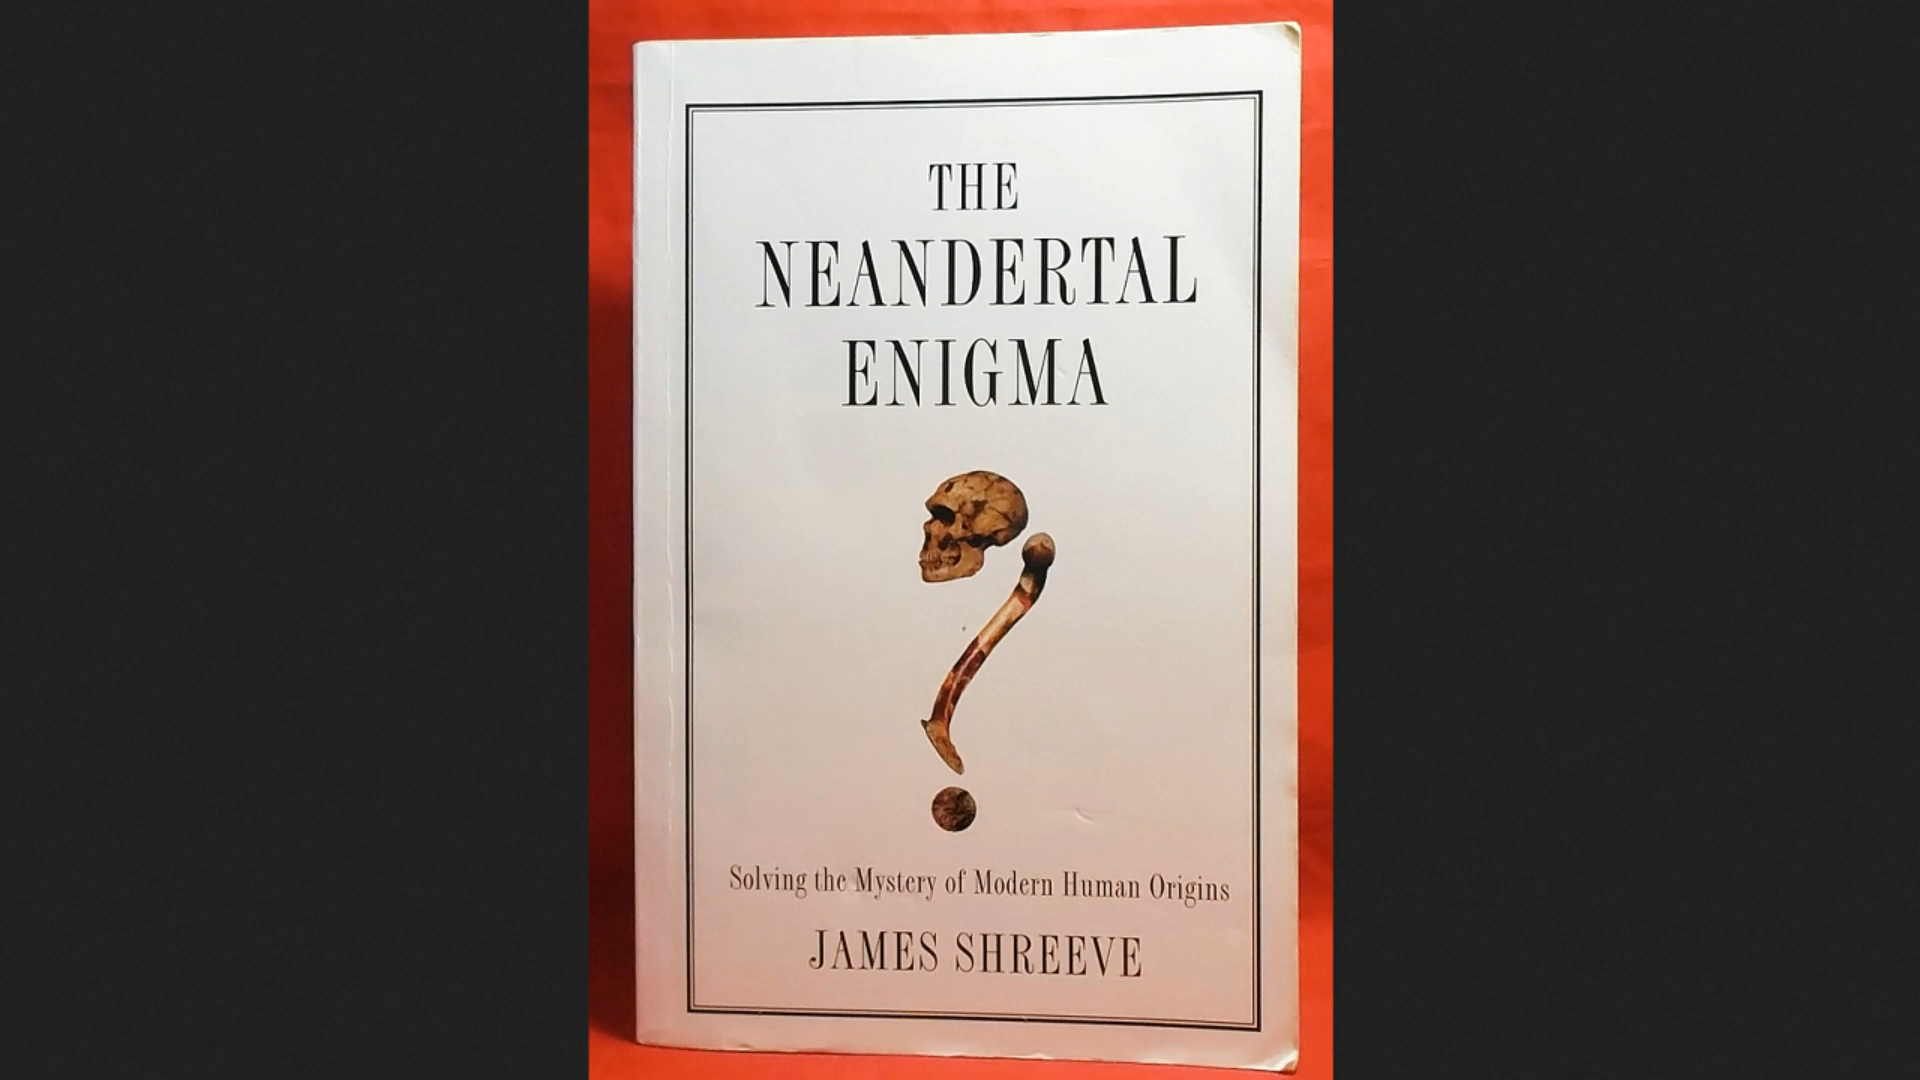 THE
NEANDERTAL
ENIGMA
Solving the Mystery of Modern Human Origins
JAMES SHREEVE